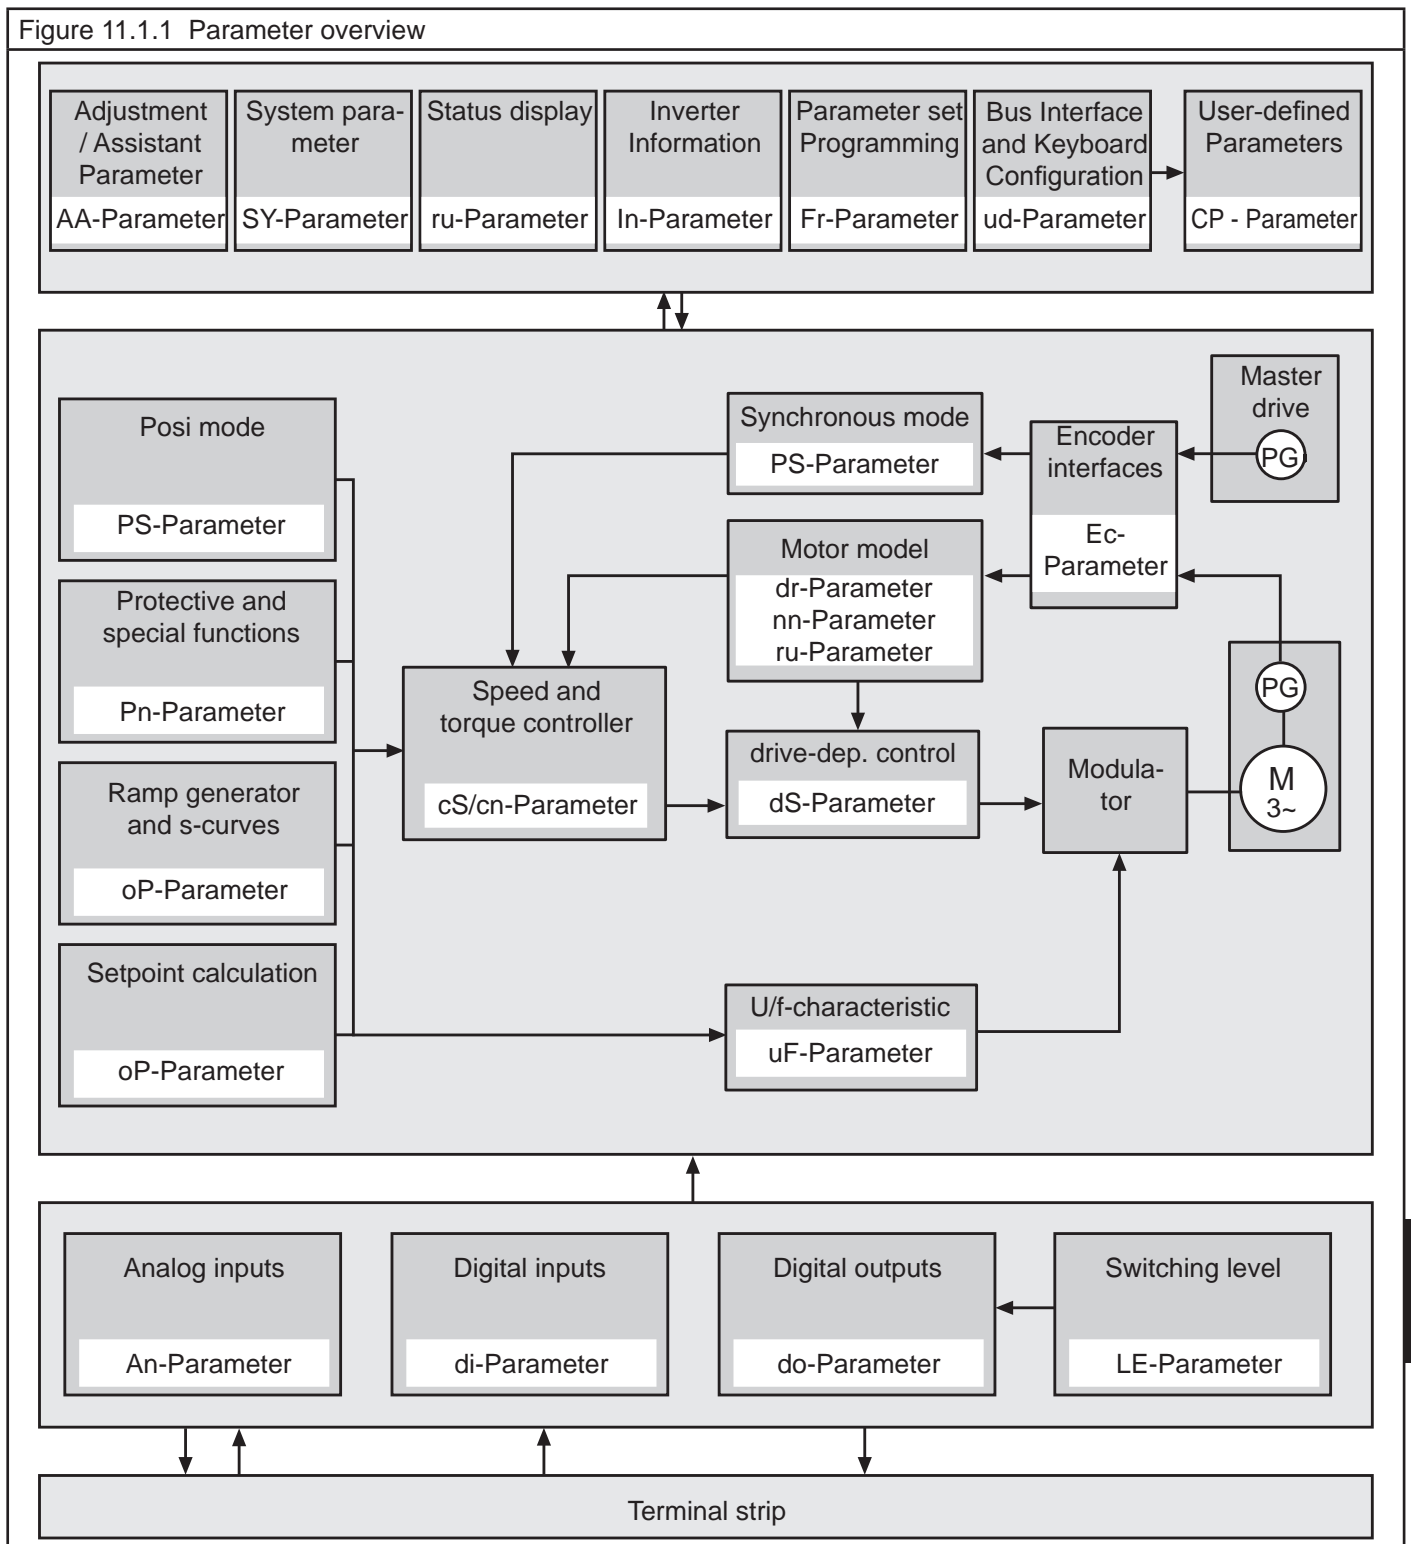 Figure 11.1.1 Parameter overview
Adjustment
/ Assistant
Parameter
AA-Parameter
System para-
meter
SY-Parameter
Status display
ru-Parameter
Inverter
Information
In-Parameter
Parameter set
Programming
Fr-Parameter
Bus Interface
and Keyboard
Configuration
ud-Parameter
User-defined
Parameters
CP - Parameter
Posi mode
PS-Parameter
Protective and
special functions
Pn-Parameter
Ramp generator
and s-curves
oP-Parameter
Setpoint calculation
oP-Parameter
Speed and
torque controller
cS/cn-Parameter
Synchronous mode
PS-Parameter
Motor model
dr-Parameter
nn-Parameter
ru-Parameter
drive-dep. control
dS-Parameter
U/f-characteristic
uF-Parameter
Encoder
interfaces
Ec-
Parameter
Master
drive
PG
Modula-
tor
PG
M
3~
Analog inputs
An-Parameter
Digital inputs
di-Parameter
Digital outputs
do-Parameter
Switching level
LE-Parameter
Terminal strip